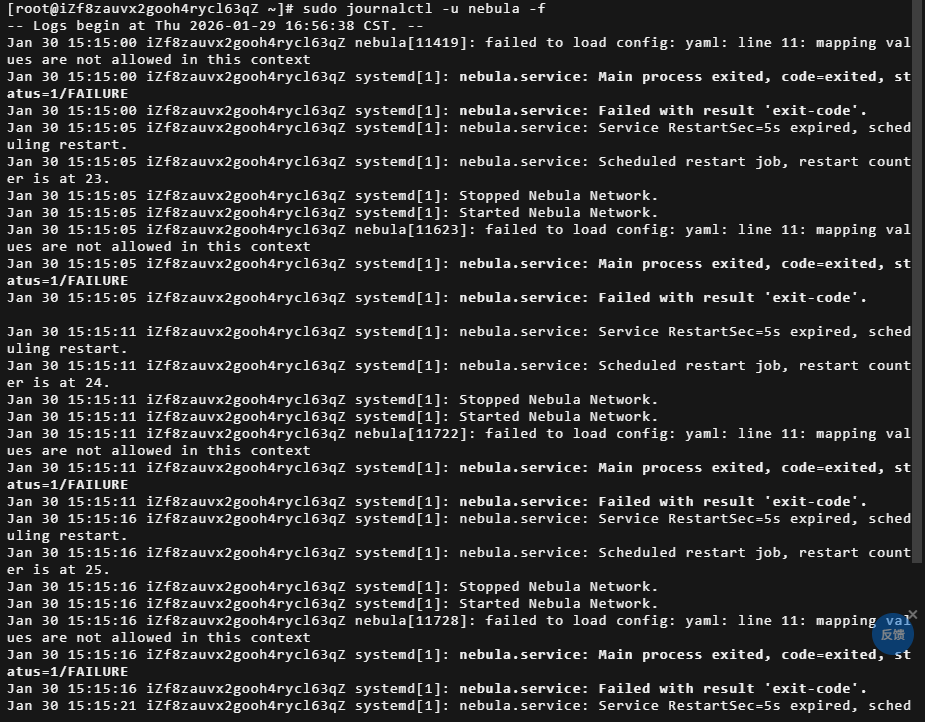 [root@iZf8zauvx2gooh4rycl63qZ ~]# sudo journalctl -u nebula -f
-- Logs begin at Thu 2026-01-29 16:56:38 CST. --
Jan 30 15:15:00 iZf8zauvx2gooh4rycl63qZ nebula[11419]: failed to load config: yaml: line 11: mapping val
ues are not allowed in this context
Jan 30 15:15:00 iZf8zauvx2gooh4rycl63qZ systemd[1]: nebula.service: Main process exited, code=exited, st
atus=1/FAILURE
Jan 30 15:15:00 iZf8zauvx2gooh4rycl63qZ systemd[1]: nebula.service: Failed with result 'exit-code'.
Jan 30 15:15:05 iZf8zauvx2gooh4rycl63qZ systemd[1]: nebula.service: Service RestartSec=5s expired, sched
uling restart.
Jan 30 15:15:05 iZf8zauvx2gooh4rycl63qZ systemd[1]: nebula.service: Scheduled restart job, restart count
er is at 23.
Jan 30 15:15:05 iZf8zauvx2gooh4rycl63qZ systemd[1]: Stopped Nebula Network.
Jan 30 15:15:05 iZf8zauvx2gooh4rycl63qZ systemd[1]: Started Nebula Network.
Jan 30 15:15:05 iZf8zauvx2gooh4rycl63qZ nebula[11623]: failed to load config: yaml: line 11: mapping val
ues are not allowed in this context
Jan 30 15:15:05 iZf8zauvx2gooh4rycl63qZ systemd[1]: nebula.service: Main process exited, code=exited, st
atus=1/FAILURE
Jan 30 15:15:05 iZf8zauvx2gooh4rycl63qZ systemd[1]: nebula.service: Failed with result 'exit-code'.
Jan 30 15:15:11 iZf8zauvx2gooh4rycl63qZ systemd[1]: nebula.service: Service RestartSec=5s expired, sched
uling restart.
Jan 30 15:15:11 iZf8zauvx2gooh4rycl63qZ systemd[1]: nebula.service: Scheduled restart job, restart count
er is at 24.
Jan 30 15:15:11 iZf8zauvx2gooh4rycl63qZ systemd[1]: Stopped Nebula Network.
Jan 30 15:15:11 iZf8zauvx2gooh4rycl63qZ systemd[1]: Started Nebula Network.
Jan 30 15:15:11 iZf8zauvx2gooh4rycl63qZ nebula[11722]: failed to load config: yaml: line 11: mapping val
ues are not allowed in this context
Jan 30 15:15:11 iZf8zauvx2gooh4rycl63qZ systemd[1]: nebula.service: Main process exited, code=exited, st
atus=1/FAILURE
Jan 30 15:15:11 iZf8zauvx2gooh4rycl63qZ systemd[1]: nebula.service: Failed with result 'exit-code'.
Jan 30 15:15:16 iZf8zauvx2gooh4rycl63qZ systemd[1]: nebula.service: Service RestartSec=5s expired, sched
uling restart.
Jan 30 15:15:16 iZf8zauvx2gooh4rycl63qZ systemd[1]: nebula.service: Scheduled restart job, restart count
er is at 25.
Jan 30 15:15:16 iZf8zauvx2gooh4rycl63qZ systemd[1]: Stopped Nebula Network.
Jan 30 15:15:16 iZf8zauvx2gooh4rycl63qZ systemd[1]: Started Nebula Network.
Jan 30 15:15:16 iZf8zauvx2gooh4rycl63qZ nebula[11728]: failed to load config: yaml: line 11: mapping val
ues are not allowed in this context
反馈
Jan 30 15:15:16 iZf8zauvx2gooh4rycl63qZ systemd[1]: nebula.service: Main process exited, code=exited, st
atus=1/FAILURE
Jan 30 15:15:16 iZf8zauvx2gooh4rycl63qZ systemd[1]: nebula.service: Failed with result 'exit-code'.
Jan 30 15:15:21 iZf8zauvx2gooh4rycl63qZ systemd[1]: nebula.service: Service RestartSec=5s expired, sched